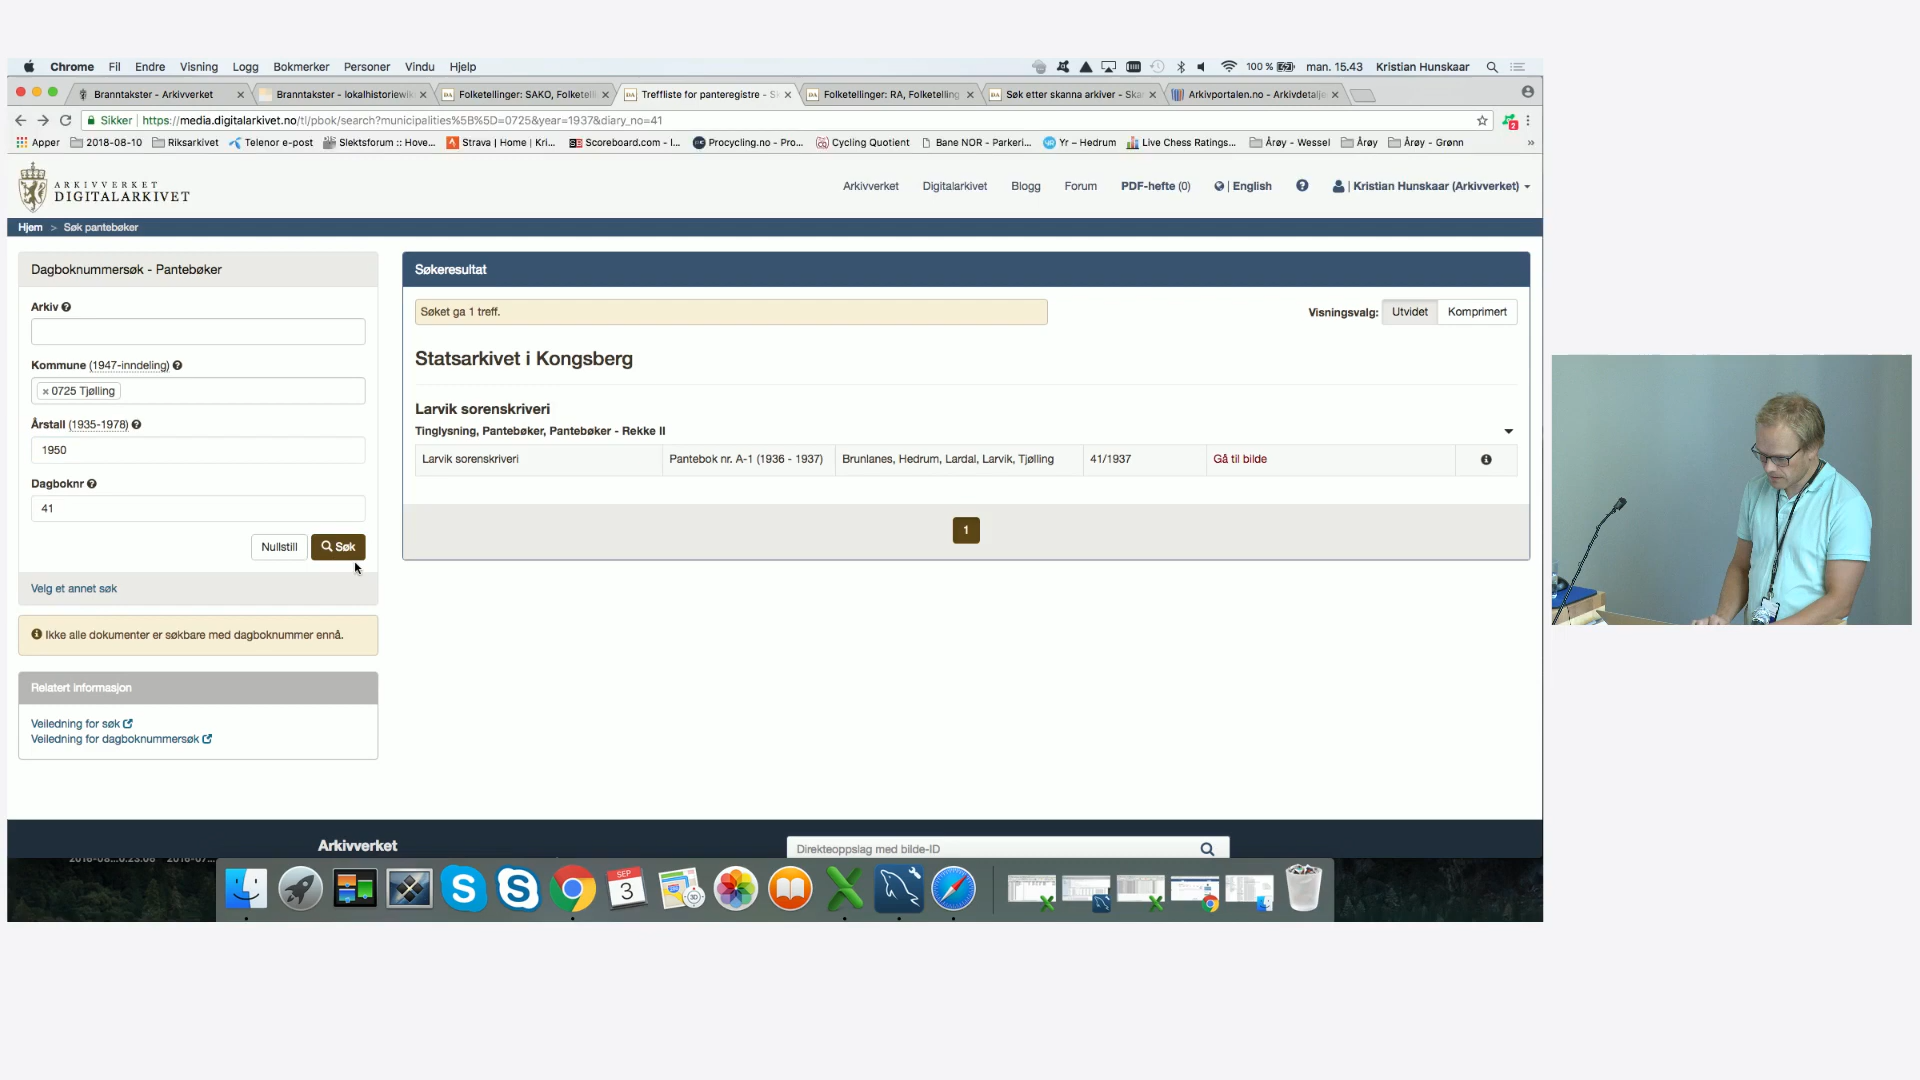 Chrome Fil Endre Visning Logg Bokmerker Personer Vindu Hjelp 100 % man. 15.43 Kristian Hunskaar
Branntakster - Arkivverket Branntakster - lokalhistoriewik Folketellinger: SAKO, Folketelli Treffliste for panteregistre - S Folketellinger: RA, Folketelling Søk etter skanna arkiver - Ska Arkivportalen.no - Arkivdetalje
Sikker https://media.digitalarkivet.no/tl/pbok/search?municipalities%5B%5D=0725&year=1937&diary_no=41 2
Apper 2018-08-10 Riksarkivet Telenor e-post Slektsforum :: Hove... Strava | Home | Kri... Scoreboard.com - l... Procycling.no - Pro... Cycling Quotient Bane NOR - Parkeri... Yr – Hedrum Live Chess Ratings... Årøy - Wessel Årøy Årøy - Grønn »
ARKIVVERKET
DIGITALARKIVET
Arkivverket Digitalarkivet Blogg Forum PDF-hefte (0) | English | Kristian Hunskaar (Arkivverket)
Hjem > Søk pantebøker
Dagboknummersøk - Pantebøker
Arkiv
Kommune (1947-inndeling)
× 0725 Tjølling
Årstall (1935-1978)
1950
Dagboknr
41
Nullstill Søk
Velg et annet søk
Ikke alle dokumenter er søkbare med dagboknummer ennå.
Relatert informasjon
Veiledning for søk
Veiledning for dagboknummersøk
Søkeresultat
Søket ga 1 treff.
Visningsvalg: Utvidet Komprimert
Statsarkivet i Kongsberg
Larvik sorenskriveri
Tinglysning, Pantebøker, Pantebøker - Rekke II
Larvik sorenskriveri Pantebok nr. A-1 (1936 - 1937) Brunlanes, Hedrum, Lardal, Larvik, Tjølling 41/1937 Gå til bilde
1
Arkivverket
Direkteoppslag med bilde-ID
SEP
3